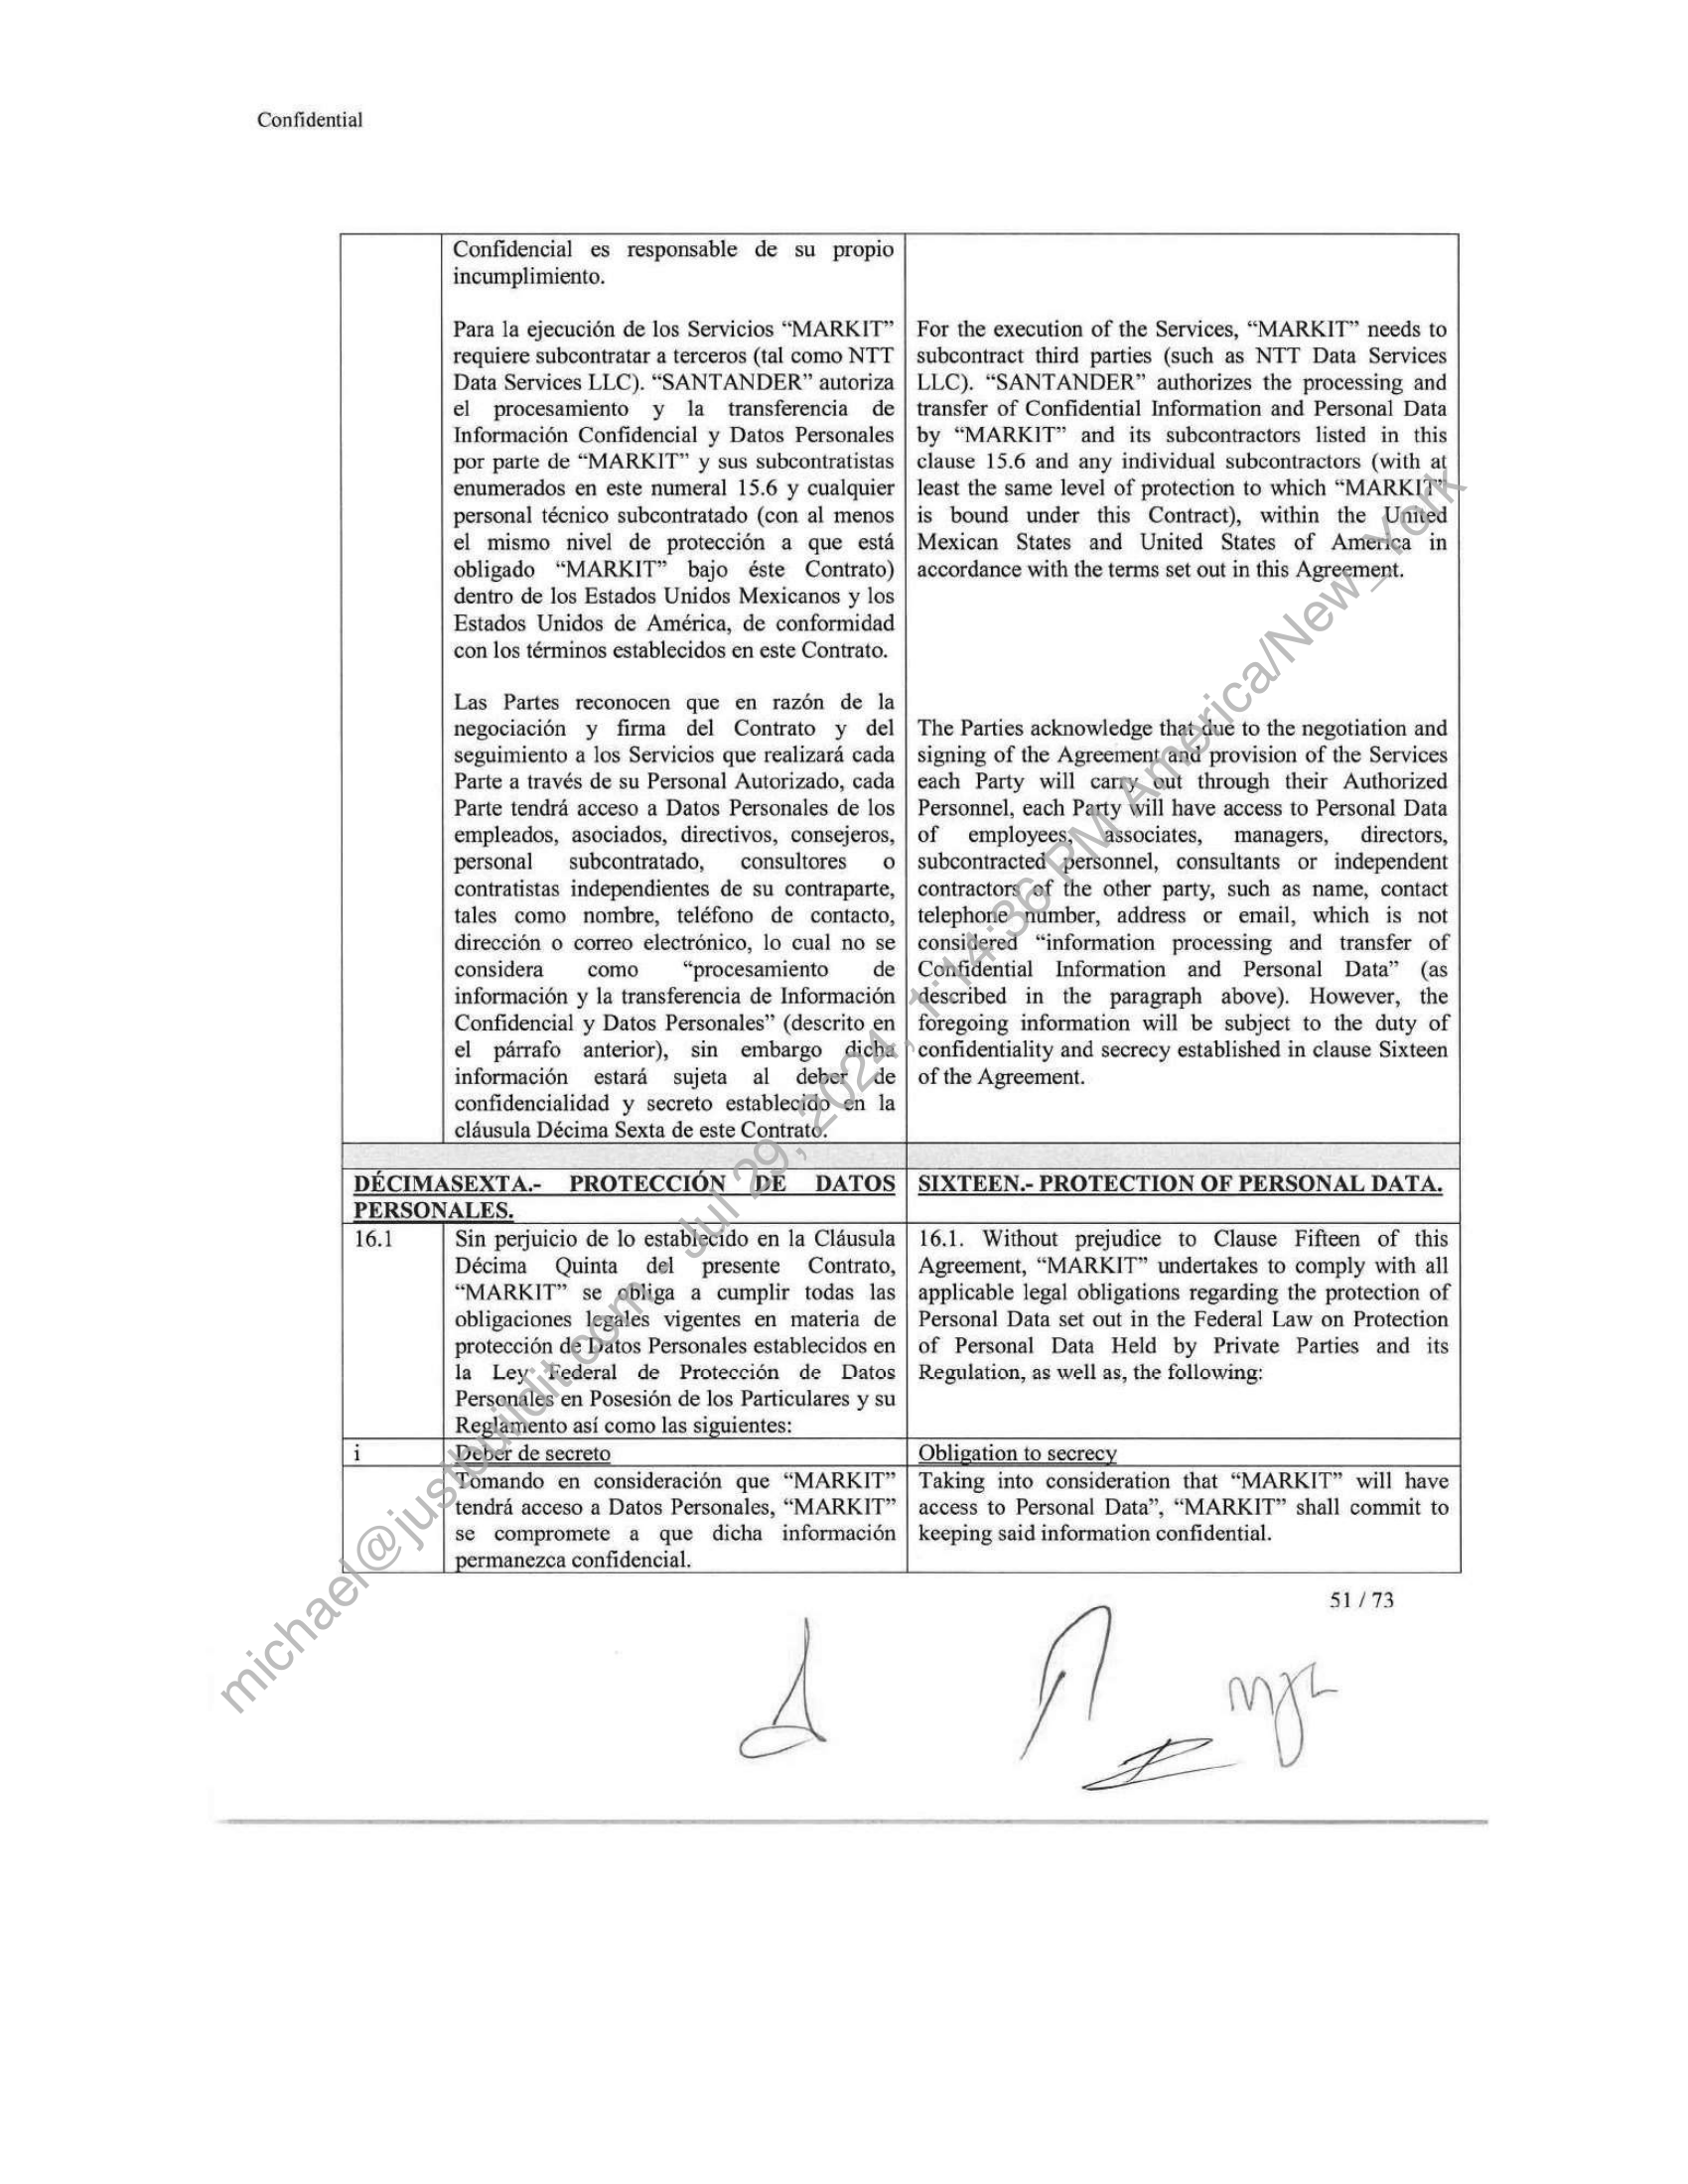 Confidential
Confidencial es responsable de su propio
incumplimiento.
Para la ejecución de los Servicios “MARKIT”
requiere subcontratar a terceros (tal como NTT
Data Services LLC). “SANTANDER” autoriza
el procesamiento y la transferencia de
Información Confidencial y Datos Personales
por parte de “MARKIT” y sus subcontratistas
enumerados en este numeral 15.6 y cualquier
personal técnico subcontratado (con al menos
el mismo nivel de protección a que está
obligado “MARKIT” bajo éste Contrato)
dentro de los Estados Unidos Mexicanos y los
Estados Unidos de América, de conformidad
con los términos establecidos en este Contrato.
For the execution of the Services, “MARKIT” needs to
subcontract third parties (such as NTT Data Services
LLC). “SANTANDER” authorizes the processing and
transfer of Confidential Information and Personal Data
by “MARKIT” and its subcontractors listed in this
clause 15.6 and any individual subcontractors (with at
least the same level of protection to which “MARKIT”
is bound under this Contract), within the United
Mexican States and United States of America in
accordance with the terms set out in this Agreement.
Las Partes reconocen que en razón de la
negociación y firma del Contrato y del
seguimiento a los Servicios que realizará cada
Parte a través de su Personal Autorizado, cada
Parte tendrá acceso a Datos Personales de los
empleados, asociados, directivos, consejeros,
personal subcontratado, consultores o
contratistas independientes de su contraparte,
tales como nombre, teléfono de contacto,
dirección o correo electrónico, lo cual no se
considera como “procesamiento de
información y la transferencia de Información
Confidencial y Datos Personales” (descrito en
el párrafo anterior), sin embargo dicha
información estará sujeta al deber de
confidencialidad y secreto establecido en la
cláusula Décima Sexta de este Contrato.
The Parties acknowledge that due to the negotiation and
signing of the Agreement and provision of the Services
each Party will carry out through their Authorized
Personnel, each Party will have access to Personal Data
of employees, associates, managers, directors,
subcontracted personnel, consultants or independent
contractors of the other party, such as name, contact
telephone number, address or email, which is not
considered “information processing and transfer of
Confidential Information and Personal Data” (as
described in the paragraph above). However, the
foregoing information will be subject to the duty of
confidentiality and secrecy established in clause Sixteen
of the Agreement.
DÉCIMASEXTA.- PROTECCIÓN DE DATOS
PERSONALES.
SIXTEEN.- PROTECTION OF PERSONAL DATA.
16.1
Sin perjuicio de lo establecido en la Cláusula
Décima Quinta del presente Contrato,
“MARKIT” se obliga a cumplir todas las
obligaciones legales vigentes en materia de
protección de Datos Personales establecidos en
la Ley Federal de Protección de Datos
Personales en Posesión de los Particulares y su
Reglamento así como las siguientes:
16.1. Without prejudice to Clause Fifteen of this
Agreement, “MARKIT” undertakes to comply with all
applicable legal obligations regarding the protection of
Personal Data set out in the Federal Law on Protection
of Personal Data Held by Private Parties and its
Regulation, as well as, the following:
i
Deber de secreto
Obligation to secrecy
Tomando en consideración que “MARKIT”
tendrá acceso a Datos Personales, “MARKIT”
se compromete a que dicha información
permanezca confidencial.
Taking into consideration that “MARKIT” will have
access to Personal Data”, “MARKIT” shall commit to
keeping said information confidential.
51 / 73
michael@justbuildit.com Jul 29, 2024, 1:14:36 PM America/New_York